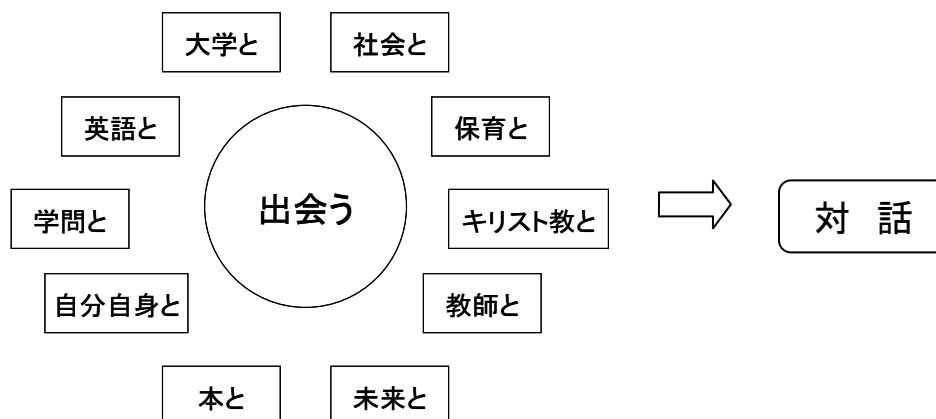 大学と
社会と
英語と
保育と
出会う
学問と
キリスト教と
対 話
自分自身と
教師と
本と
未来と